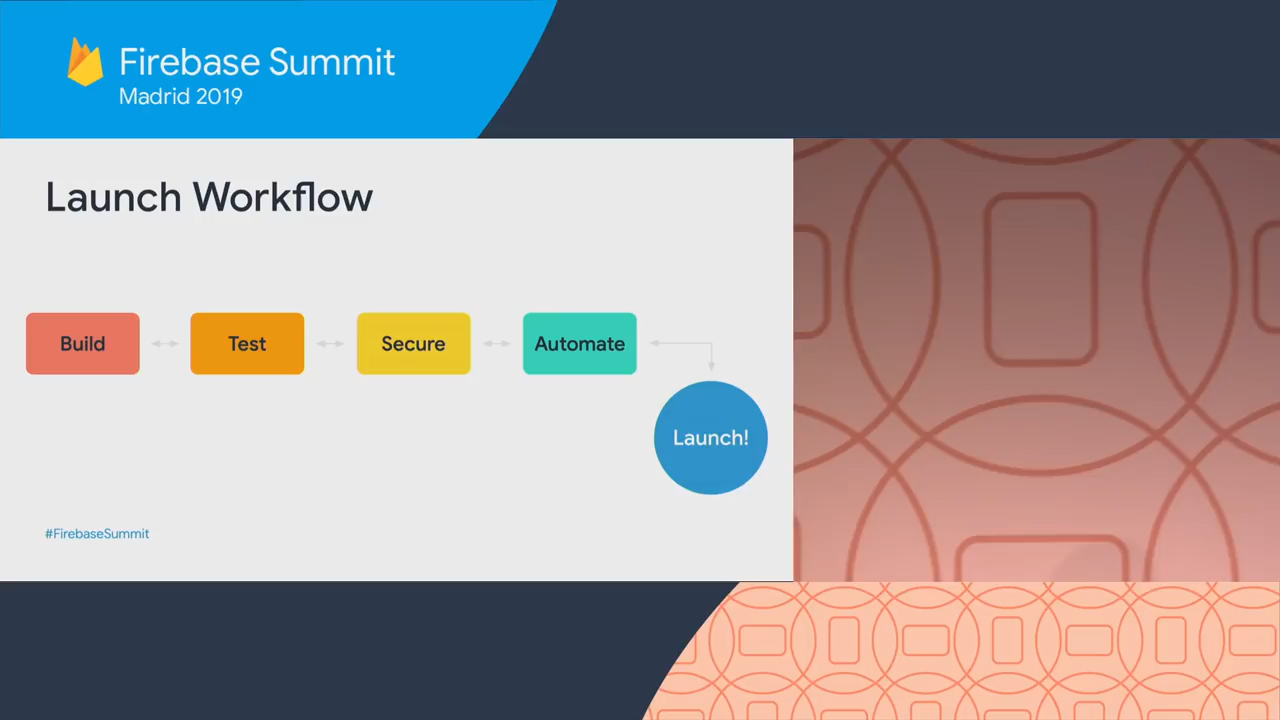 Firebase Summit
Madrid 2019
Launch Workflow
Build
Test
Secure
Automate
Launch!
#FirebaseSummit